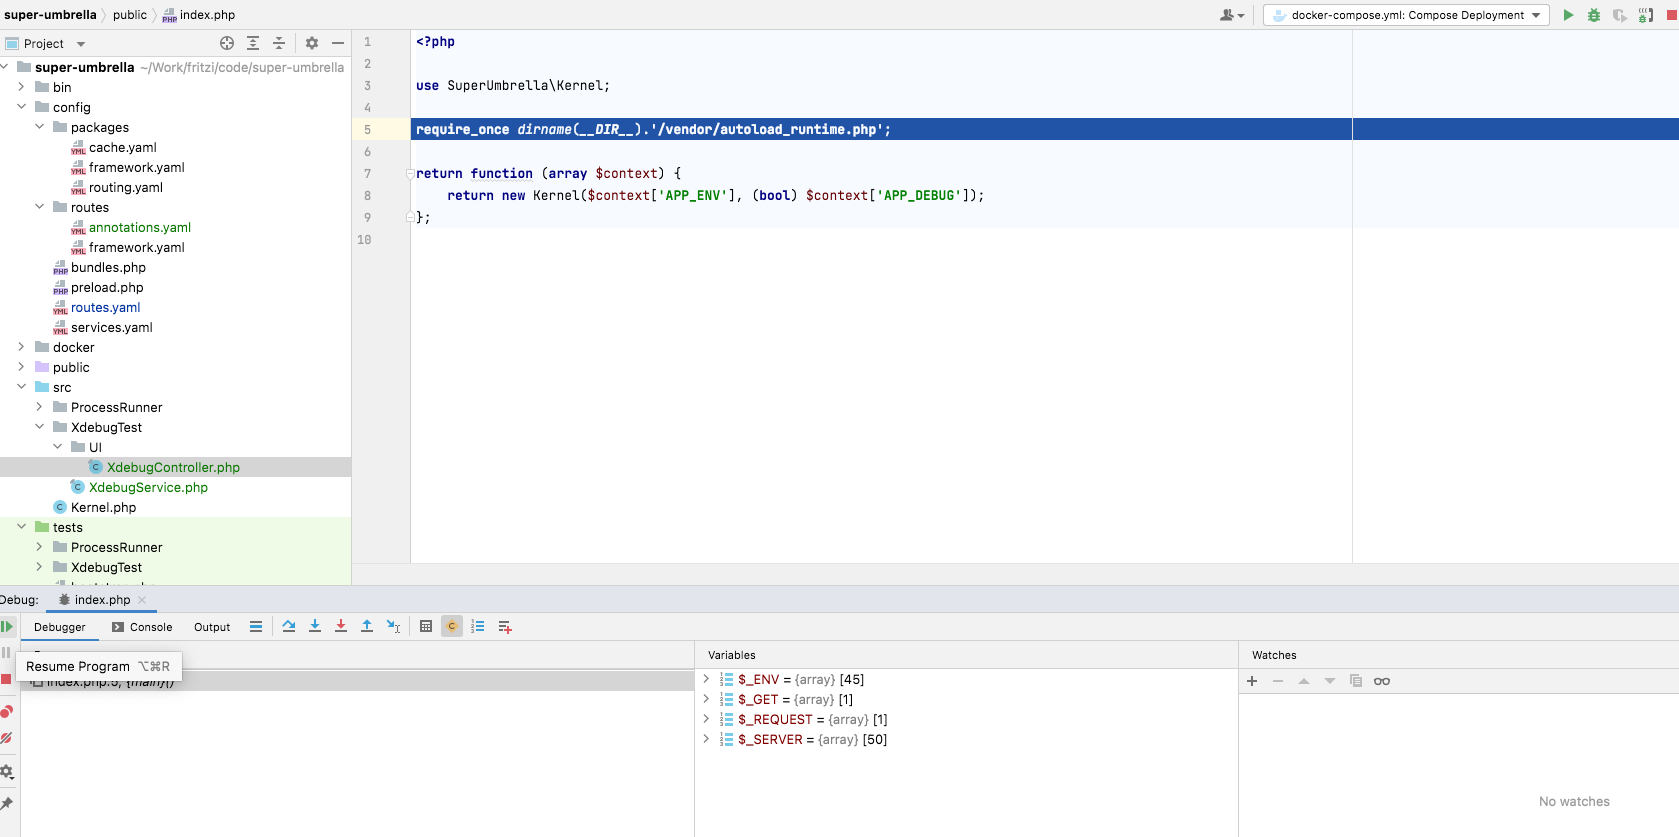 super-umbrella public index.php
docker-compose.yml: Compose Deployment
Project
super-umbrella ~/Work/fritzi/code/super-umbrella
bin
config
packages
cache.yaml
framework.yaml
routing.yaml
routes
annotations.yaml
framework.yaml
bundles.php
preload.php
routes.yaml
services.yaml
docker
public
src
ProcessRunner
XdebugTest
UI
XdebugController.php
XdebugService.php
Kernel.php
tests
ProcessRunner
XdebugTest
1 <?php
2
3 use SuperUmbrella\Kernel;
4
5 require_once dirname(__DIR__).'/vendor/autoload_runtime.php';
6
7 return function (array $context) {
8 return new Kernel($context['APP_ENV'], (bool) $context['APP_DEBUG']);
9 };
10
Debug: index.php
Debugger Console Output
Resume Program ⌥⌘R
index.php:5, {main}()
Variables
$_ENV = {array} [45]
$_GET = {array} [1]
$_REQUEST = {array} [1]
$_SERVER = {array} [50]
Watches
No watches